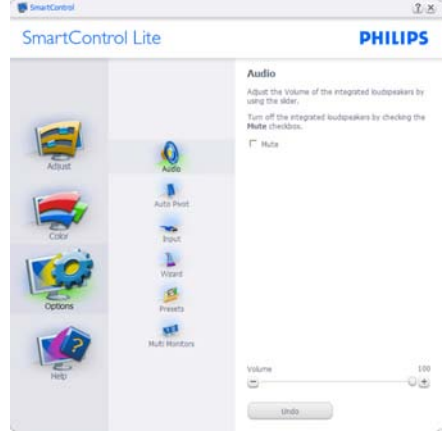 SmartControl
SmartControl Lite
PHILIPS
Adjust
Color
Options
Help
Audio
Auto Pivot
Input
Wizard
Presets
Multi Monitors
Audio
Adjust the Volume of the integrated loudspeakers by
using the slider.
Turn off the integrated loudspeakers by checking the
Mute checkbox.
Mute
Volume 100
Undo